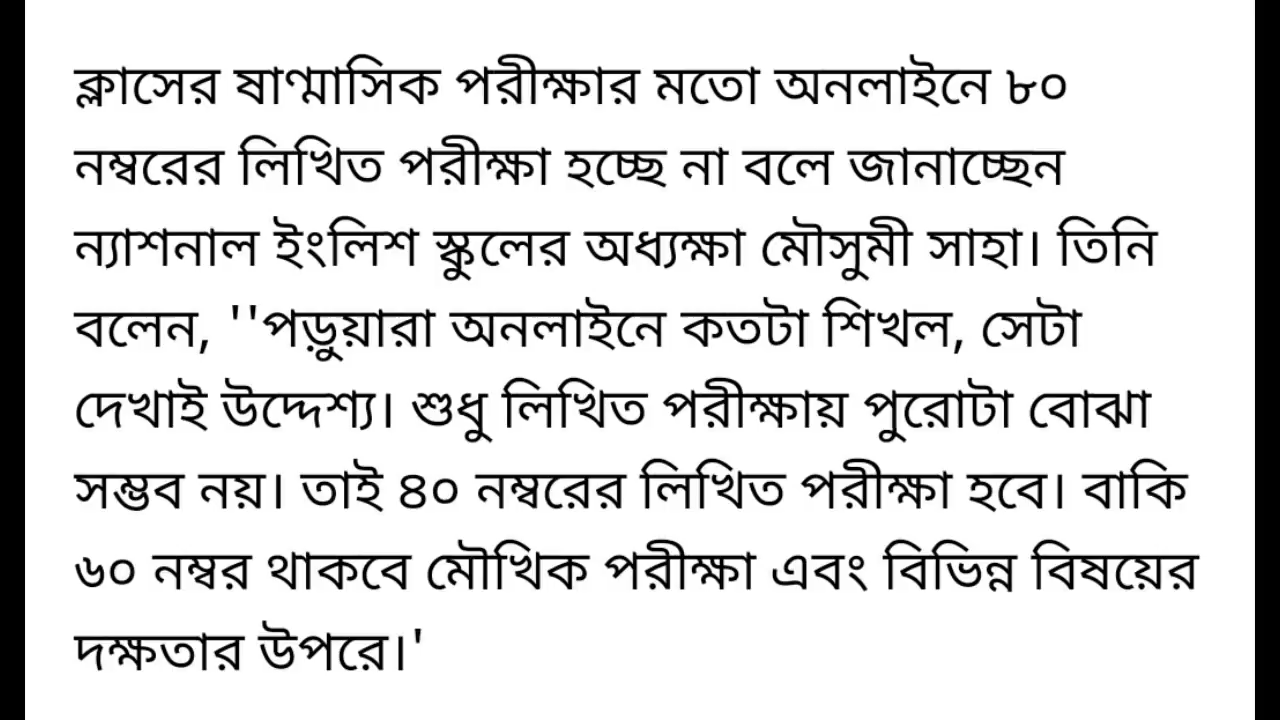 ক্লাসের ষাণ্মাসিক পরীক্ষার মতো অনলাইনে ৮০
নম্বরের লিখিত পরীক্ষা হচ্ছে না বলে জানাচ্ছেন
ন্যাশনাল ইংলিশ স্কুলের অধ্যক্ষা মৌসুমী সাহা। তিনি
বলেন, ''পড়ুয়ারা অনলাইনে কতটা শিখল, সেটা
দেখাই উদ্দেশ্য। শুধু লিখিত পরীক্ষায় পুরোটা বোঝা
সম্ভব নয়। তাই ৪০ নম্বরের লিখিত পরীক্ষা হবে। বাকি
৬০ নম্বর থাকবে মৌখিক পরীক্ষা এবং বিভিন্ন বিষয়ের
দক্ষতার উপরে।'